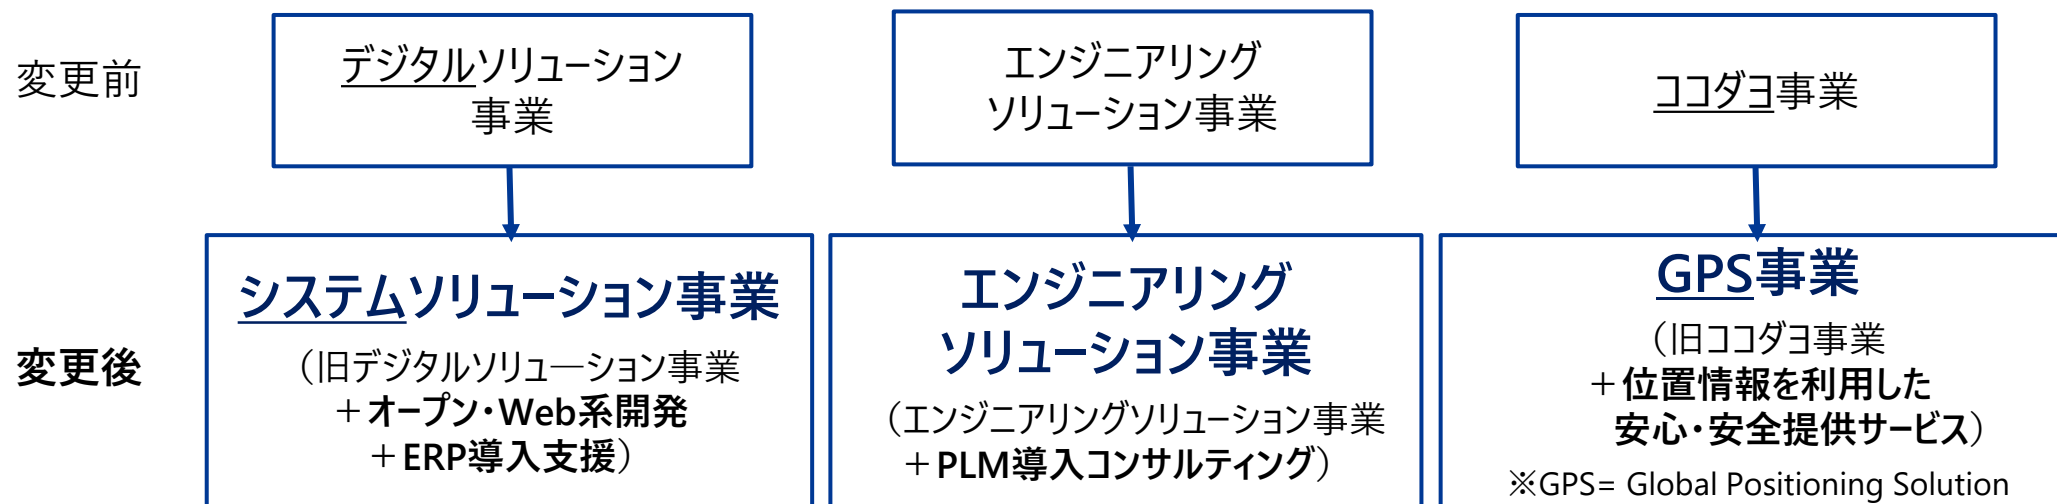 変更前
デジタルソリューション
事業
エンジニアリング
ソリューション事業
ココダヨ事業
変更後
システムソリューション事業
（旧デジタルソリュ―ション事業
＋オープン・Web系開発
＋ERP導入支援）
エンジニアリング
ソリューション事業
（エンジニアリングソリューション事業
＋PLM導入コンサルティング）
GPS事業
（旧ココダヨ事業
＋位置情報を利用した
安心・安全提供サービス）
※GPS= Global Positioning Solution